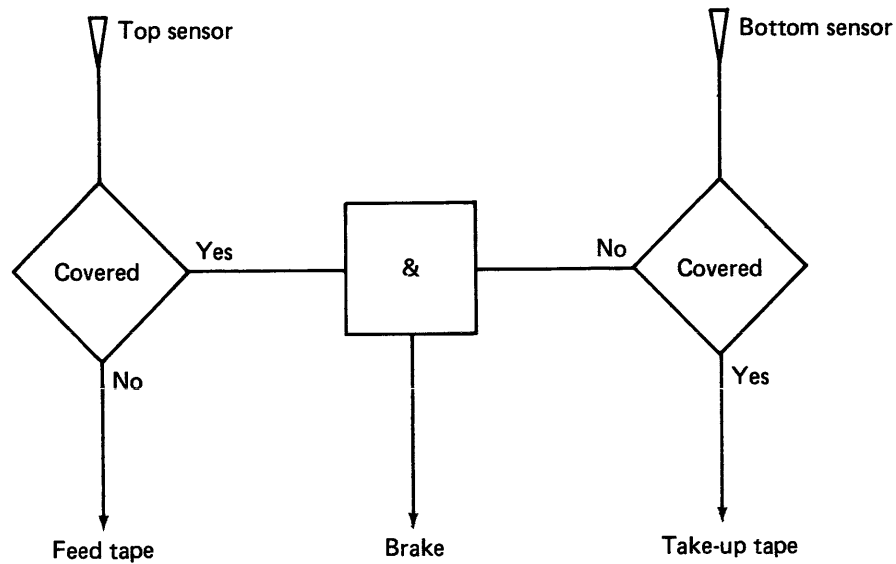 Top sensor
Bottom sensor
Covered
Yes
&
No
Covered
No
Yes
Feed tape
Brake
Take-up tape